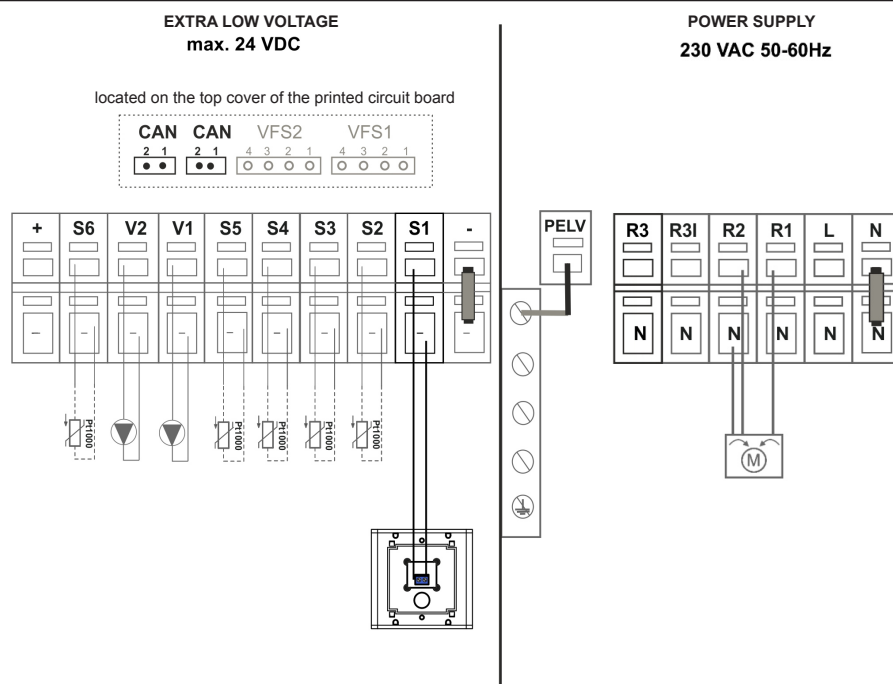 EXTRA LOW VOLTAGE
max. 24 VDC
POWER SUPPLY
230 VAC 50-60Hz
located on the top cover of the printed circuit board
CAN CAN VFS2 VFS1
2 1 2 1 4 3 2 1 4 3 2 1
+ S6 V2 V1 S5 S4 S3 S2 S1 -
PELV
R3 R3I R2 R1 L N
- - - - - - - - - -
N N N N N N
Pt1000 Pt1000 Pt1000 Pt1000 Pt1000
M